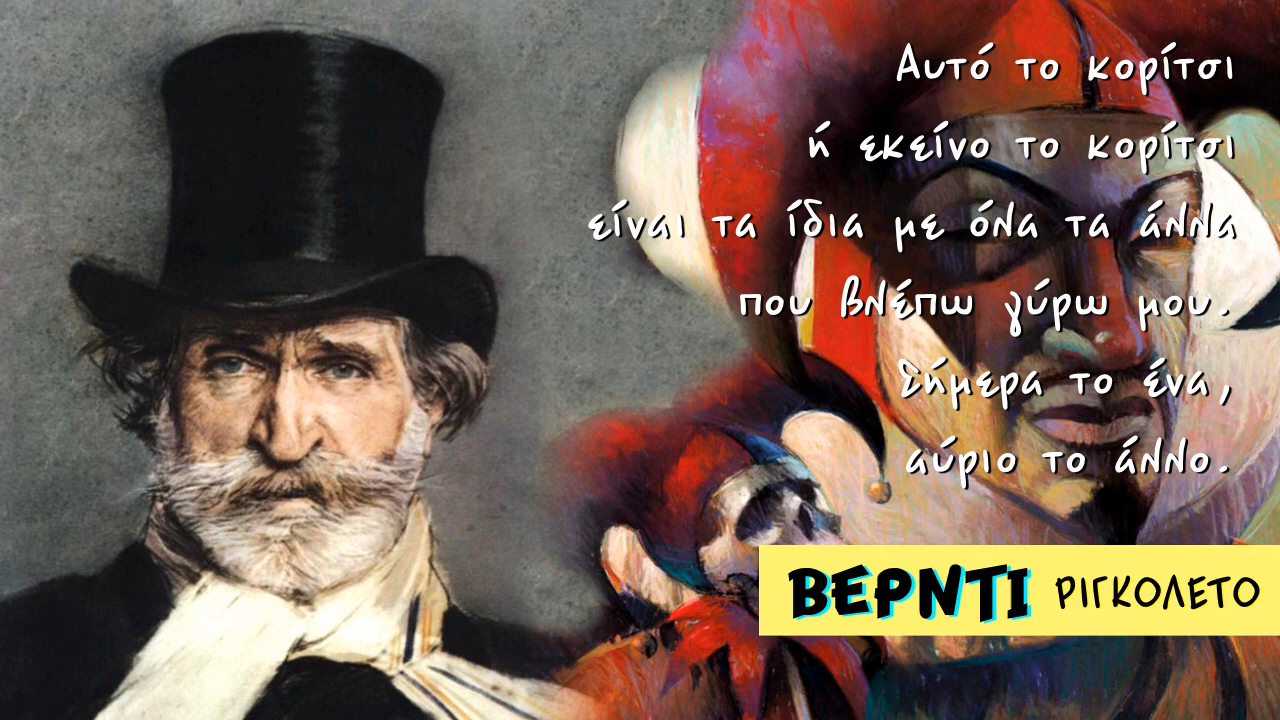 Αυτό το κορίτσι
ή εκείνο το κορίτσι
είναι τα ίδια με όλα τα άλλα
που βλέπω γύρω μου.
Σήμερα το ένα,
αύριο το άλλο.
ΒΕΡΝΤΙ ΡΙΓΚΟΛΕΤΟ